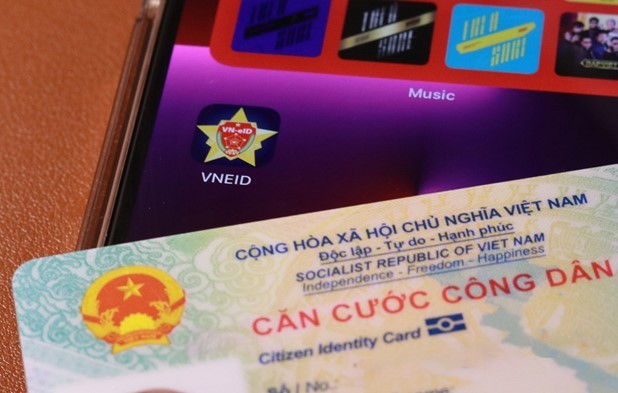 Music
VN-eID
VNEID
CỘNG HÒA XÃ HỘI CHỦ NGHĨA VIỆT NAM
Độc lập - Tự do - Hạnh phúc
SOCIALIST REPUBLIC OF VIET NAM
Independence - Freedom - Happiness
CĂN CƯỚC CÔNG DÂN
Citizen Identity Card
Số / No.: